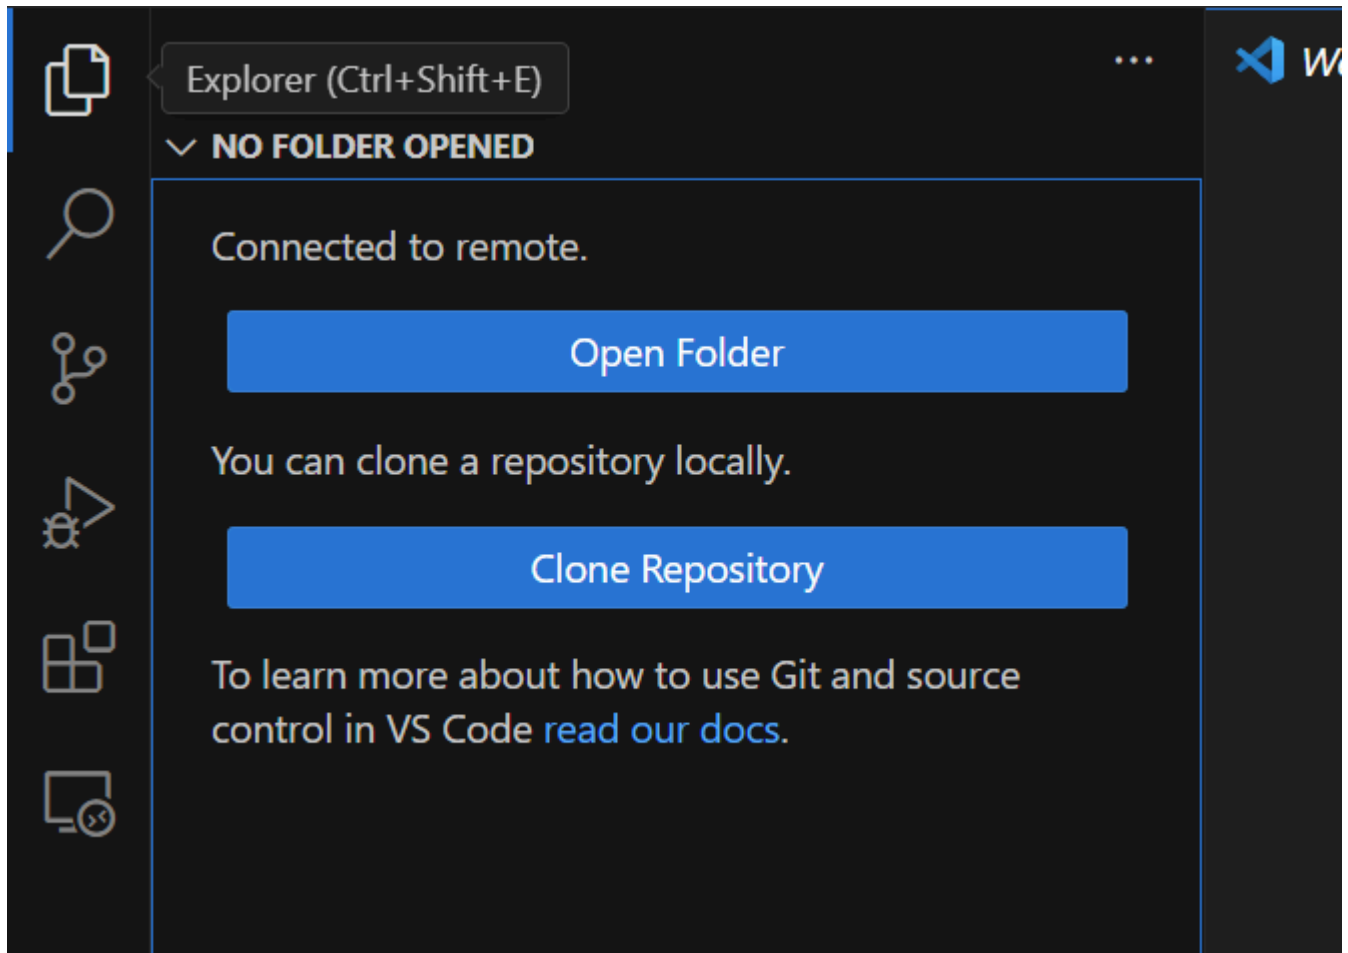 Explorer (Ctrl+Shift+E)
NO FOLDER OPENED
Connected to remote.
Open Folder
You can clone a repository locally.
Clone Repository
To learn more about how to use Git and source
control in VS Code read our docs.